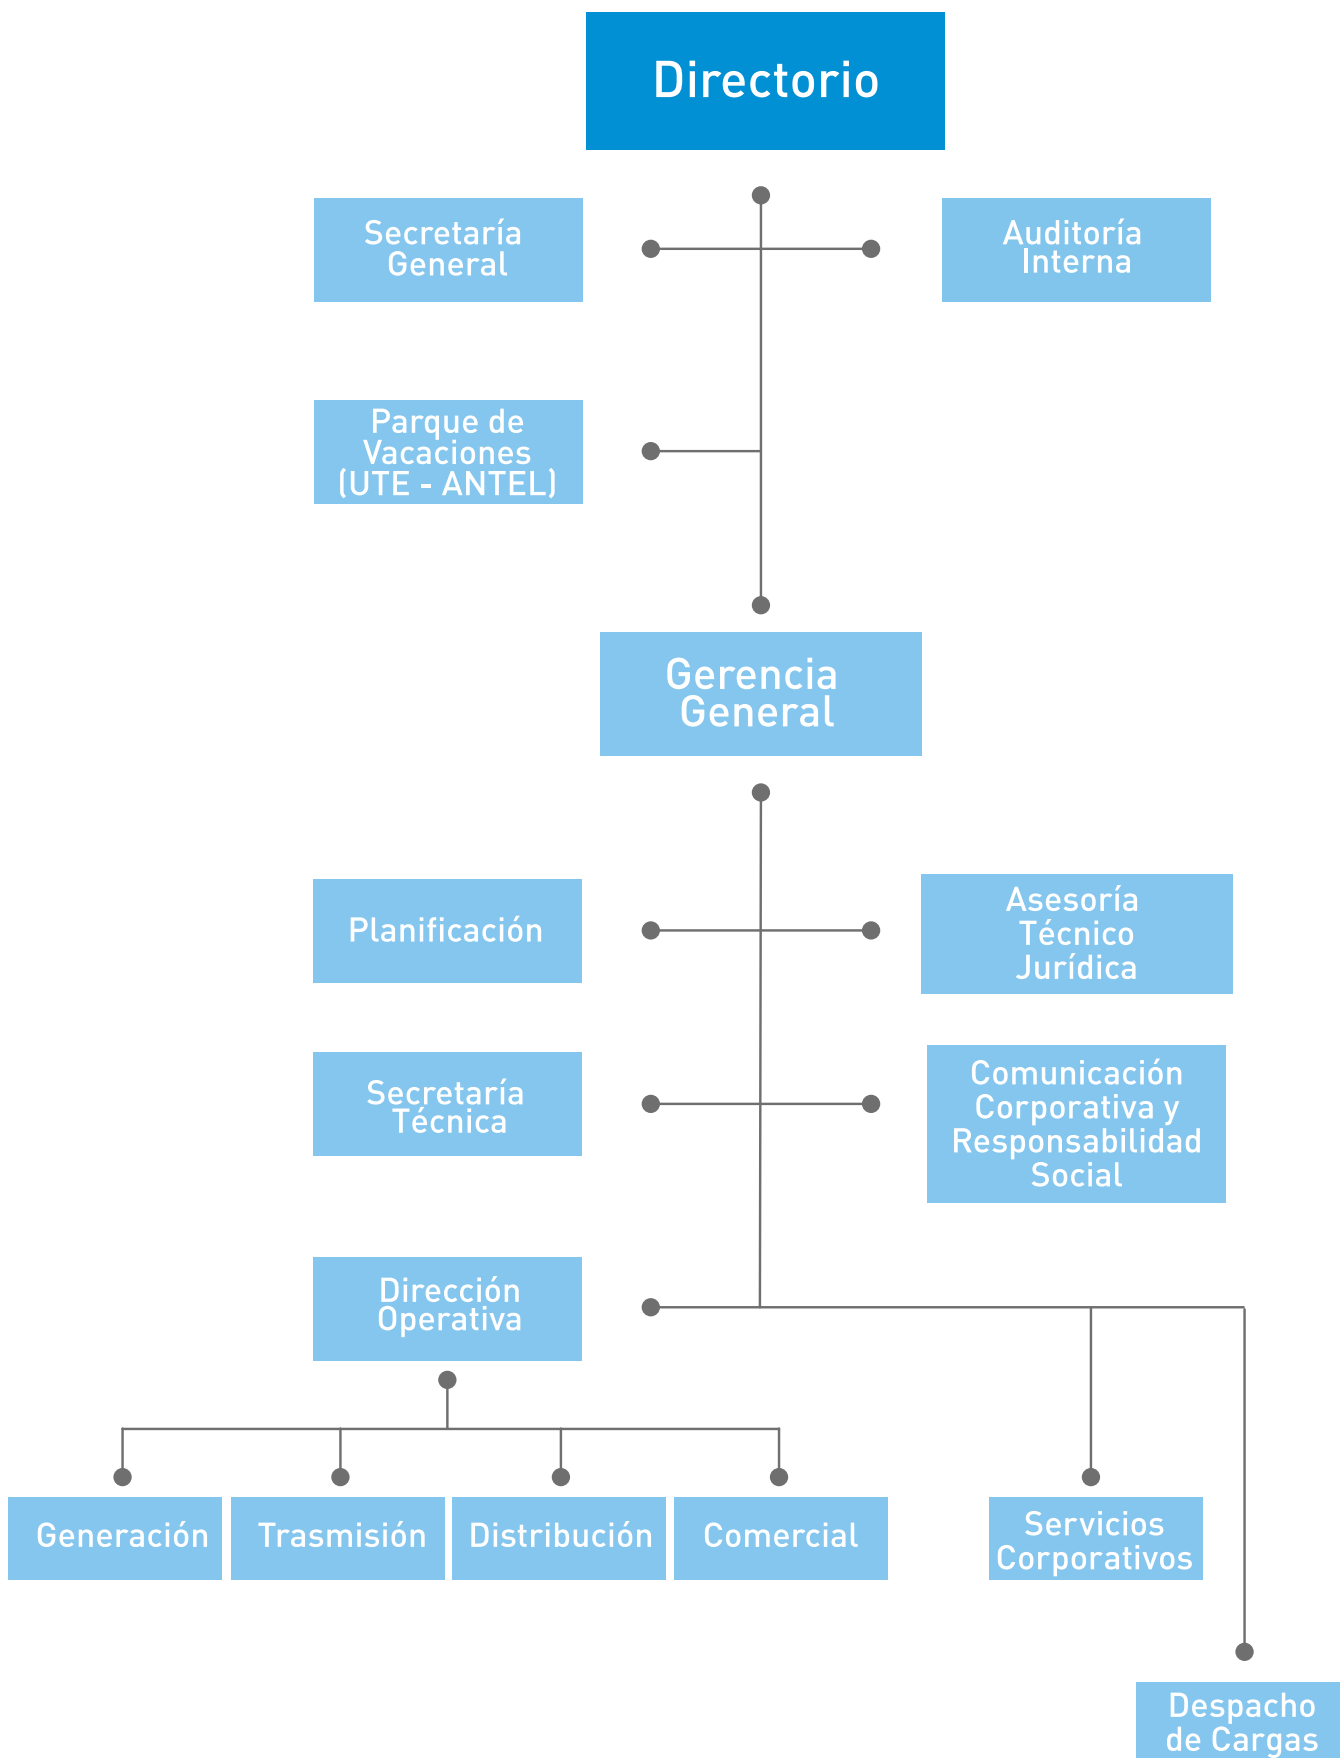 Directorio
Secretaría
General
Auditoría
Interna
Parque de
Vacaciones
(UTE - ANTEL)
Gerencia
General
Planificación
Asesoría
Técnico
Jurídica
Secretaría
Técnica
Comunicación
Corporativa y
Responsabilidad
Social
Dirección
Operativa
Generación
Trasmisión
Distribución
Comercial
Servicios
Corporativos
Despacho
de Cargas